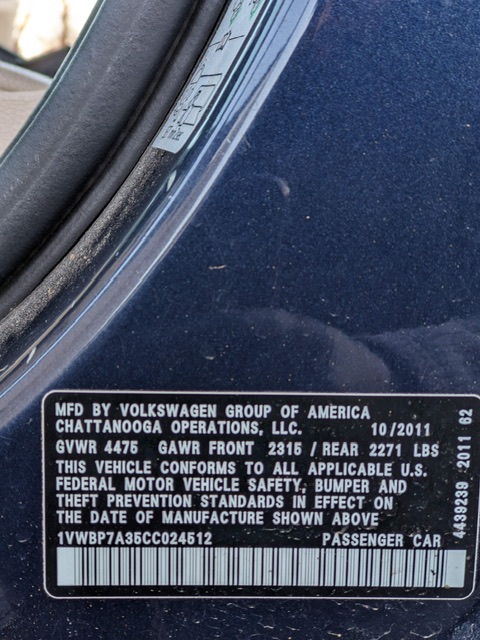 MFD BY VOLKSWAGEN GROUP OF AMERICA
CHATTANOOGA OPERATIONS, LLC. 10/2011
GVWR 4475 GAWR FRONT 2315 / REAR 2271 LBS
THIS VEHICLE CONFORMS TO ALL APPLICABLE U.S.
FEDERAL MOTOR VEHICLE SAFETY, BUMPER AND
THEFT PREVENTION STANDARDS IN EFFECT ON
THE DATE OF MANUFACTURE SHOWN ABOVE
1VWBP7A35CC024512 PASSENGER CAR
4439239 2011 62